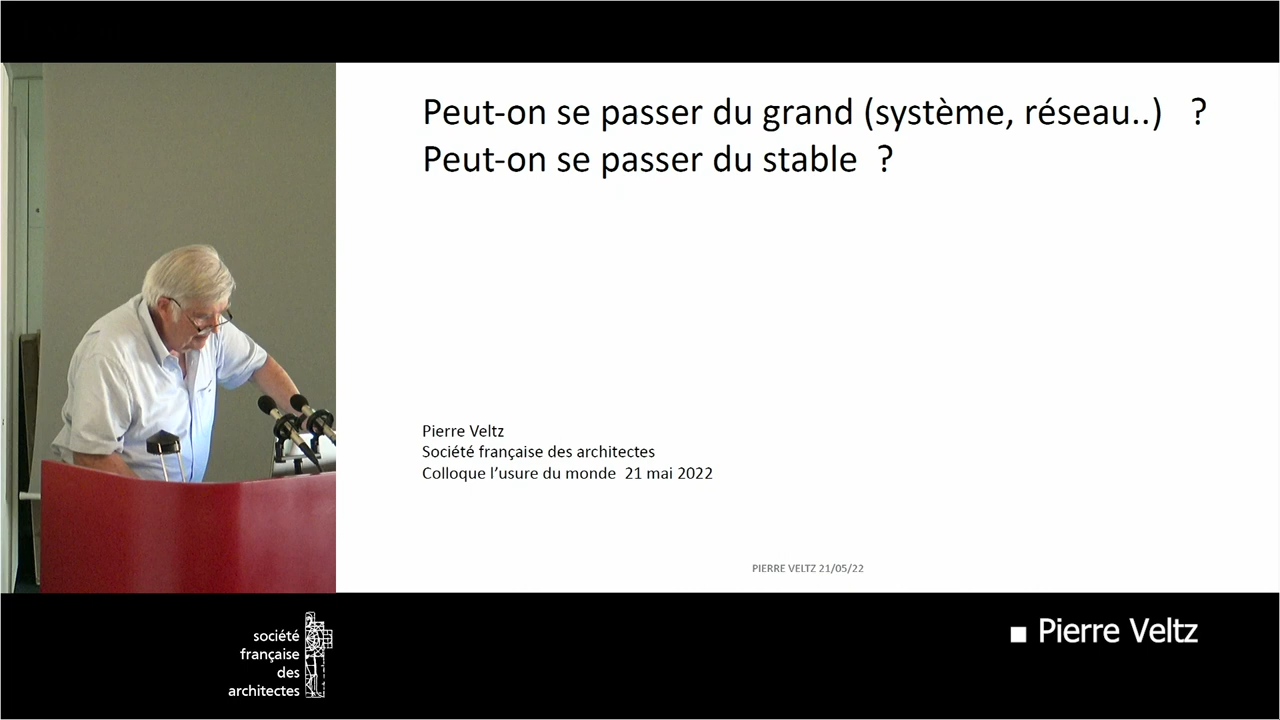 Peut-on se passer du grand (système, réseau..) ?
Peut-on se passer du stable ?
Pierre Veltz
Société française des architectes
Colloque l’usure du monde 21 mai 2022
PIERRE VELTZ 21/05/22
société
française
des
architectes
Pierre Veltz